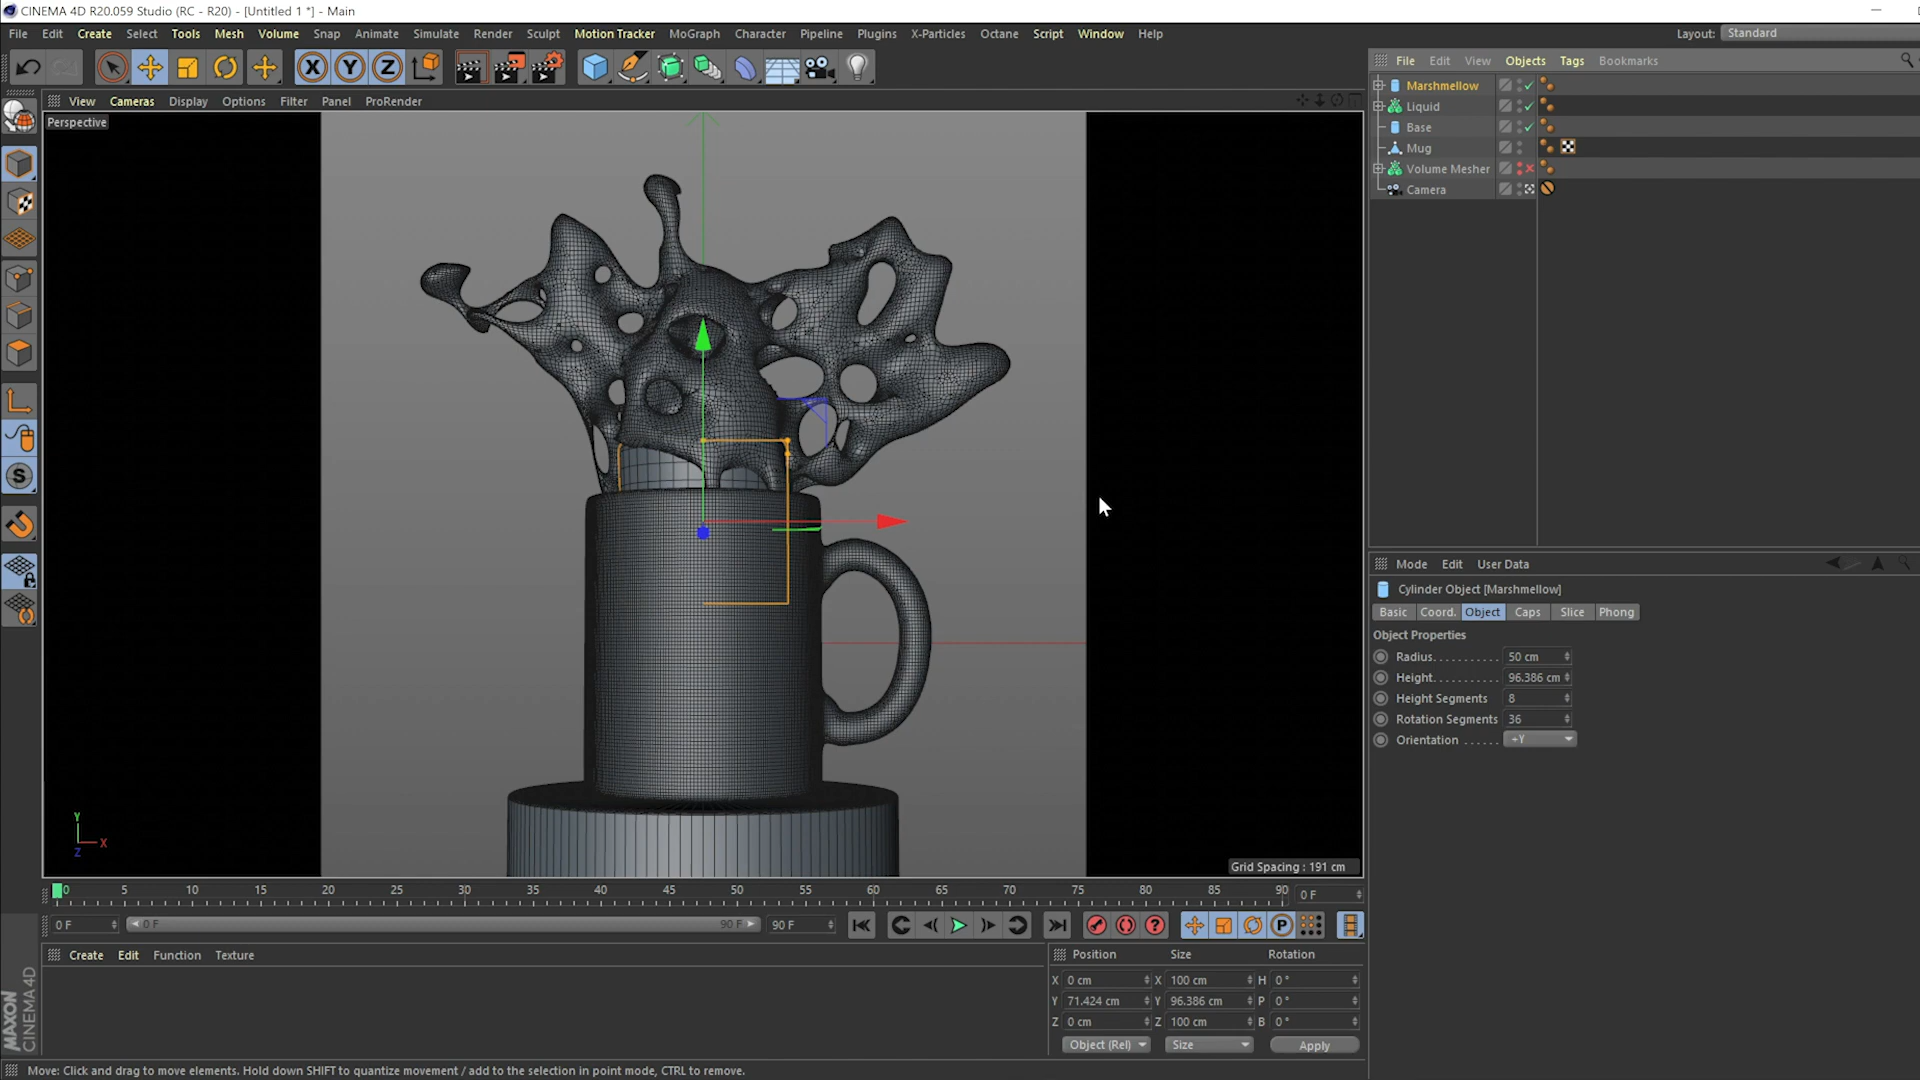 CINEMA 4D R20.059 Studio (RC - R20) - [Untitled 1 *] - Main
File Edit Create Select Tools Mesh Volume Snap Animate Simulate Render Sculpt Motion Tracker MoGraph Character Pipeline Plugins X-Particles Octane Script Window Help
Layout: Standard
X Y Z
File Edit View Objects Tags Bookmarks
View Cameras Display Options Filter Panel ProRender
Perspective
Marshmellow
Liquid
Base
Mug
Volume Mesher
Camera
S
Mode Edit User Data
Cylinder Object [Marshmellow]
Basic Coord. Object Caps Slice Phong
Object Properties
Radius. . . . . . . . . . . 50 cm
Height. . . . . . . . . . . 96.386 cm
Height Segments 8
Rotation Segments 36
Orientation . . . . . . +Y
Y
X
Z
Grid Spacing : 191 cm
0 5 10 15 20 25 30 35 40 45 50 55 60 65 70 75 80 85 90 0 F
0 F 0 F 90 F 90 F ? P
Create Edit Function Texture
Position Size Rotation
X 0 cm X 100 cm H 0 °
Y 71.424 cm Y 96.386 cm P 0 °
Z 0 cm Z 100 cm B 0 °
Object (Rel) Size Apply
MAXON
CINEMA 4D
Move: Click and drag to move elements. Hold down SHIFT to quantize movement / add to the selection in point mode, CTRL to remove.